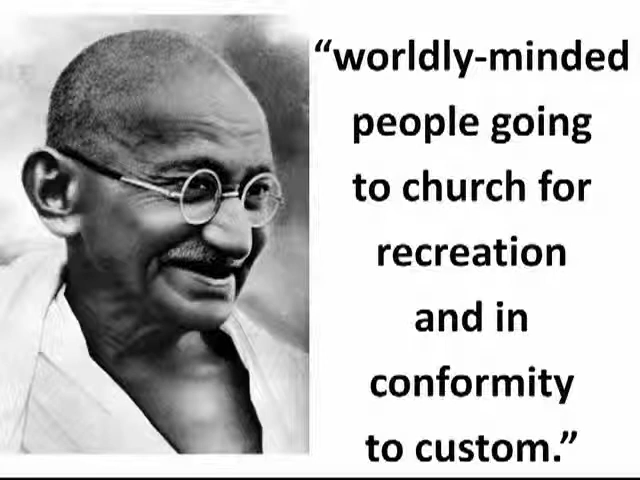 “worldly-minded
people going
to church for
recreation
and in
conformity
to custom.”